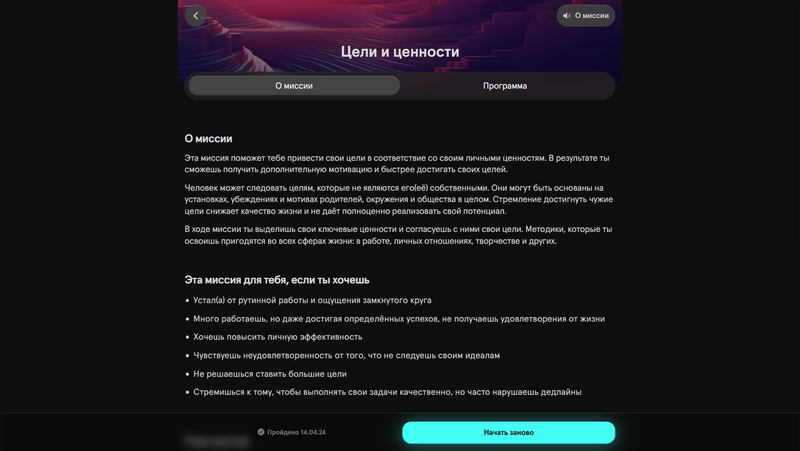 О миссии
Цели и ценности
О миссии
Программа
О миссии
Эта миссия поможет тебе привести свои цели в соответствие со своим личными ценностям. В результате ты
сможешь получить дополнительную мотивацию и быстрее достигать своих целей.
Человек может следовать целям, которые не являются его(её) собственными. Они могут быть основаны на
установках, убеждениях и мотивах родителей, окружения и общества в целом. Стремление достигнуть чужие
цели снижает качество жизни и не даёт полноценно реализовать свой потенциал.
В ходе миссии ты выделишь свои ключевые ценности и согласуешь с ними свои цели. Методики, которые ты
освоишь пригодятся во всех сферах жизни: в работе, личных отношениях, творчестве и других.
Эта миссия для тебя, если ты хочешь
• Устал(а) от рутинной работы и ощущения замкнутого круга
• Много работаешь, но даже достигая определённых успехов, не получаешь удовлетворения от жизни
• Хочешь повысить личную эффективность
• Чувствуешь неудовлетворенность от того, что не следуешь своим идеалам
• Не решаешься ставить большие цели
• Стремишься к тому, чтобы выполнять свои задачи качественно, но часто нарушаешь дедлайны
Пройдено 14.04.24
Начать заново